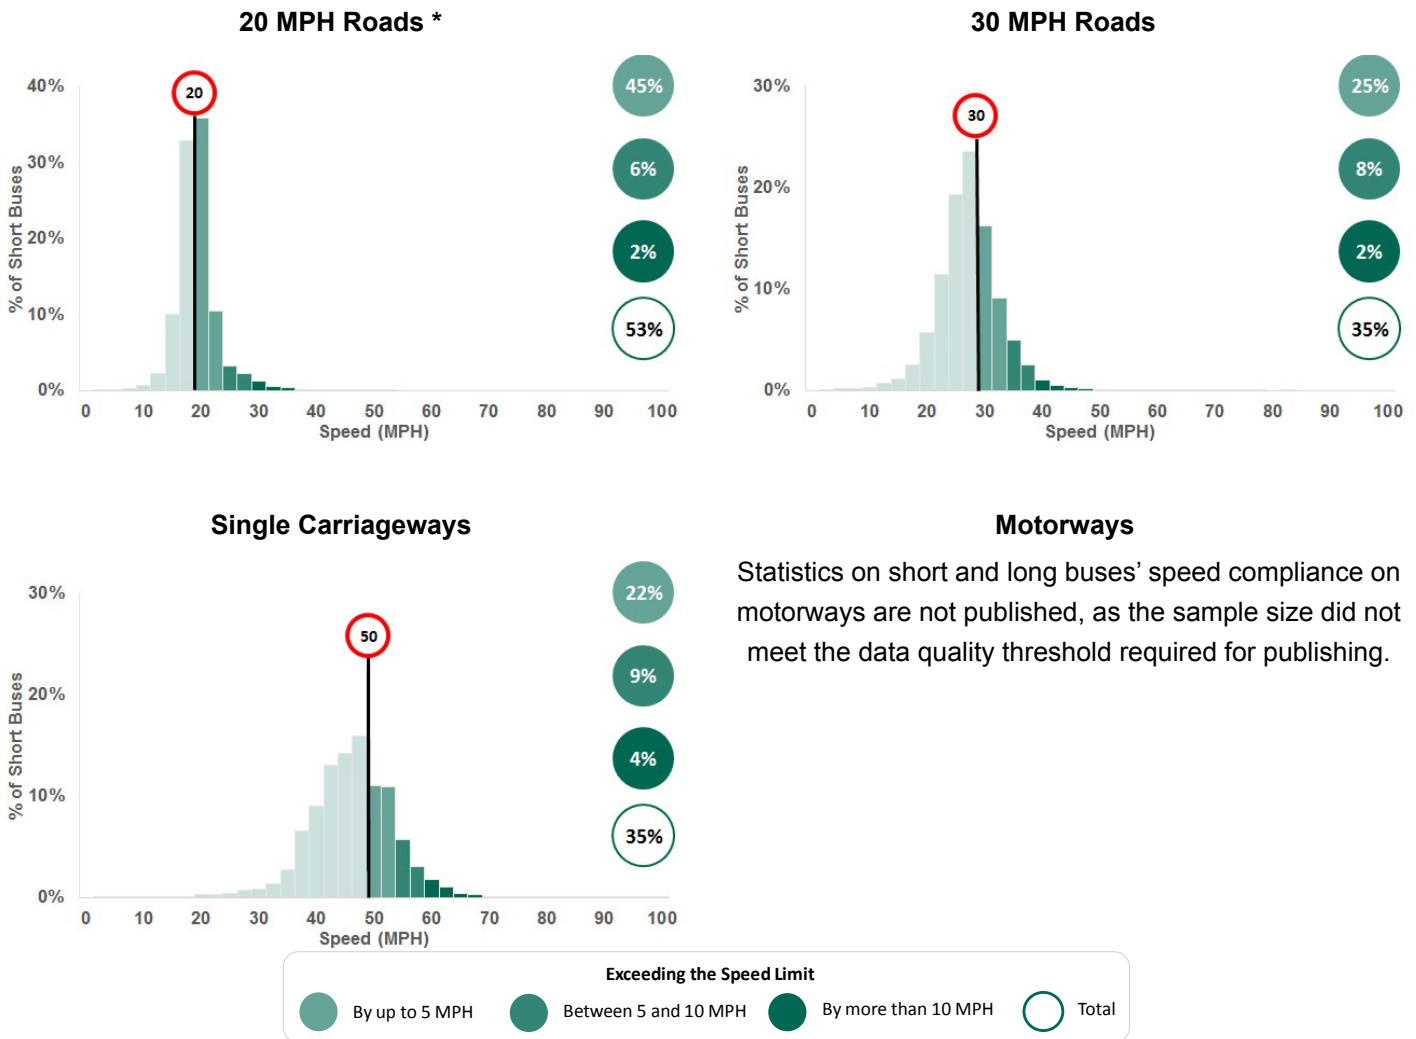 20 MPH Roads *
40%
30%
20%
10%
0%
% of Short Buses
20
45%
6%
2%
53%
0 10 20 30 40 50 60 70 80 90 100
Speed (MPH)
30 MPH Roads
30%
20%
10%
0%
% of Short Buses
30
25%
8%
2%
35%
0 10 20 30 40 50 60 70 80 90 100
Speed (MPH)
Single Carriageways
30%
20%
10%
0%
% of Short Buses
50
22%
9%
4%
35%
0 10 20 30 40 50 60 70 80 90 100
Speed (MPH)
Motorways
Statistics on short and long buses’ speed compliance on
motorways are not published, as the sample size did not
meet the data quality threshold required for publishing.
Exceeding the Speed Limit
By up to 5 MPH
Between 5 and 10 MPH
By more than 10 MPH
Total